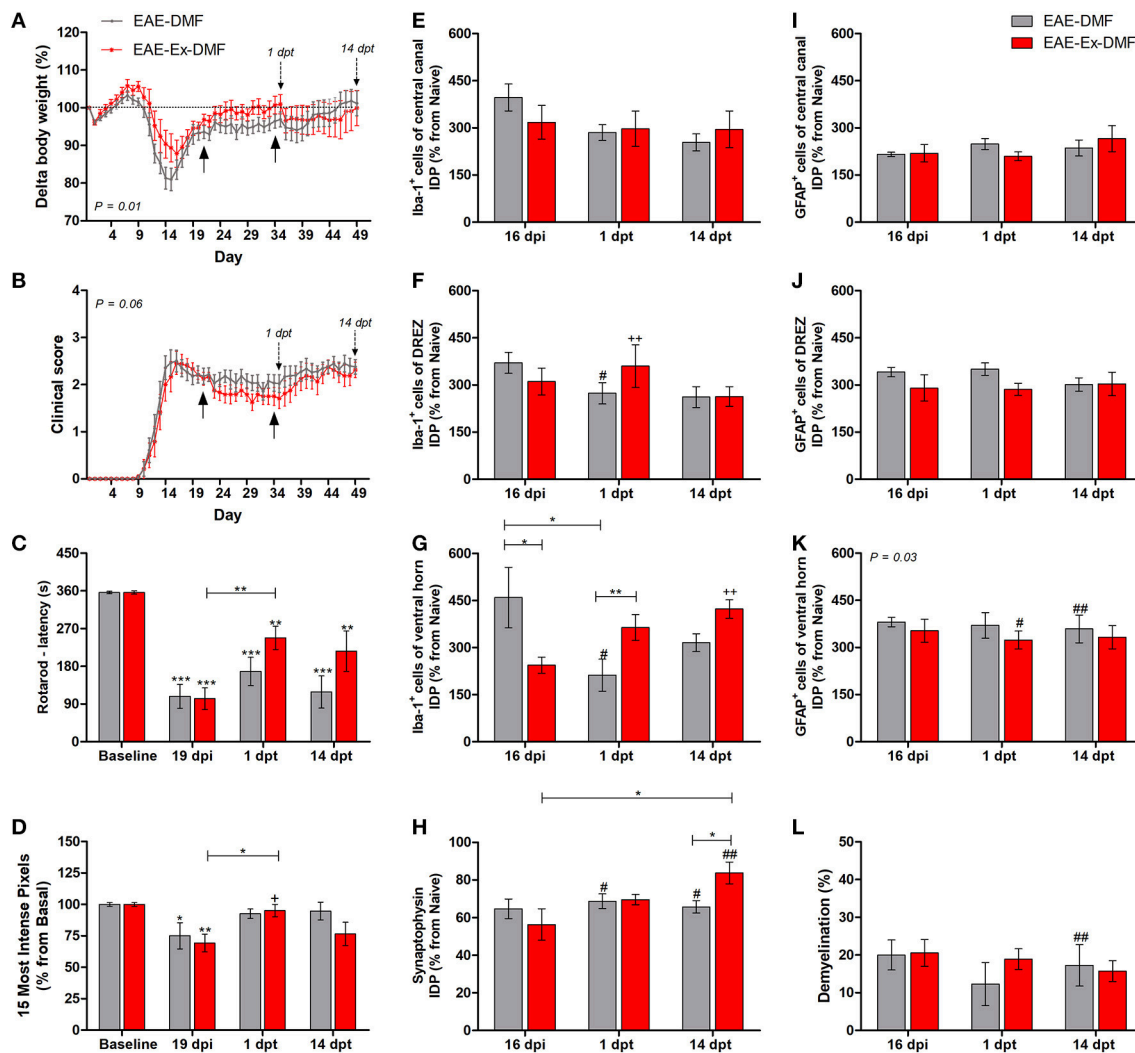 A
EAE-DMF
EAE-Ex-DMF
1 dpt
14 dpt
Delta body weight (%)
120
110
100
90
80
70
P = 0.01
4 9 14 19 24 29 34 39 44 49
Day
B
P = 0.06
1 dpt
14 dpt
Clinical score
4
3
2
1
0
4 9 14 19 24 29 34 39 44 49
Day
C
Rotarod - latency (s)
450
360
270
180
90
0
**
*** *** *** ** *** **
Baseline 19 dpi 1 dpt 14 dpt
D
15 Most Intense Pixels
(% from Basal)
150
125
100
75
50
25
0
*
* ** +
Baseline 19 dpi 1 dpt 14 dpt
E
Iba-1+ cells of central canal
IDP (% from Naive)
600
450
300
150
0
16 dpi 1 dpt 14 dpt
F
Iba-1+ cells of DREZ
IDP (% from Naive)
600
450
300
150
0
# ++
16 dpi 1 dpt 14 dpt
G
Iba-1+ cells of ventral horn
IDP (% from Naive)
600
450
300
150
0
*
*
**
# ++
16 dpi 1 dpt 14 dpt
H
Synaptophysin
IDP (% from Naive)
100
80
60
40
20
0
*
*
# # ##
16 dpi 1 dpt 14 dpt
I
EAE-DMF
EAE-Ex-DMF
GFAP+ cells of central canal
IDP (% from Naive)
600
450
300
150
0
16 dpi 1 dpt 14 dpt
J
GFAP+ cells of DREZ
IDP (% from Naive)
600
450
300
150
0
16 dpi 1 dpt 14 dpt
K
P = 0.03
GFAP+ cells of ventral horn
IDP (% from Naive)
600
450
300
150
0
# ##
16 dpi 1 dpt 14 dpt
L
Demyelination (%)
50
40
30
20
10
0
##
16 dpi 1 dpt 14 dpt